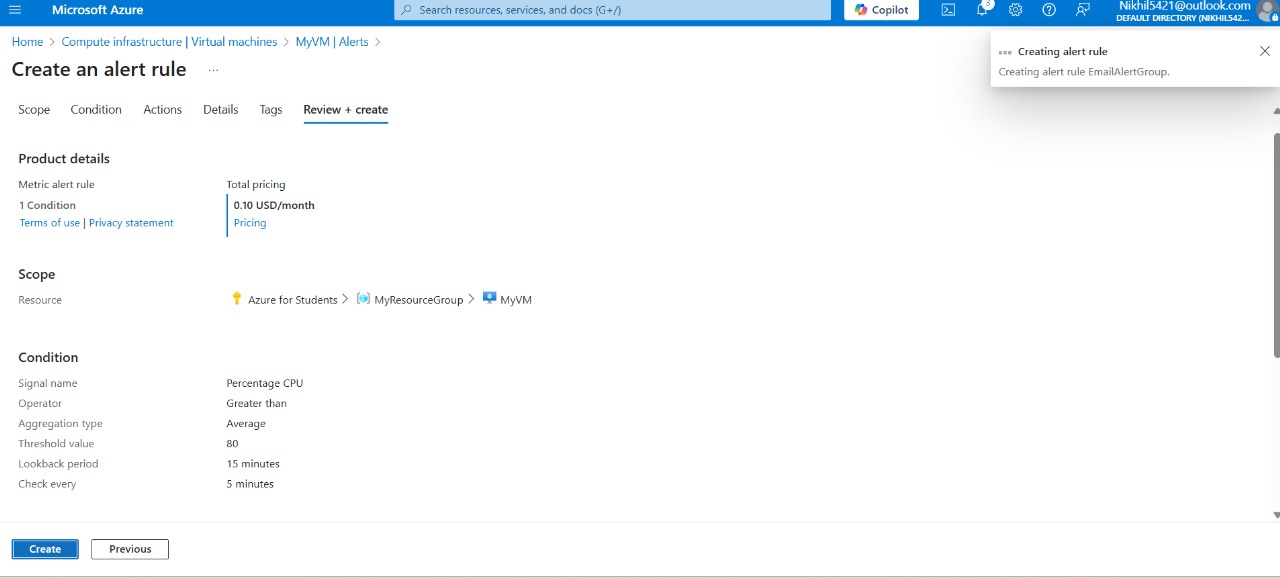 Microsoft Azure
Search resources, services, and docs (G+/)
Copilot
3
Nikhil5421@outlook.com
DEFAULT DIRECTORY (NIKHIL542...
Home > Compute infrastructure | Virtual machines > MyVM | Alerts >
Create an alert rule ...
Creating alert rule
Creating alert rule EmailAlertGroup.
Scope Condition Actions Details Tags Review + create
Product details
Metric alert rule Total pricing
1 Condition 0.10 USD/month
Terms of use | Privacy statement Pricing
Scope
Resource Azure for Students > MyResourceGroup > MyVM
Condition
Signal name Percentage CPU
Operator Greater than
Aggregation type Average
Threshold value 80
Lookback period 15 minutes
Check every 5 minutes
Create Previous